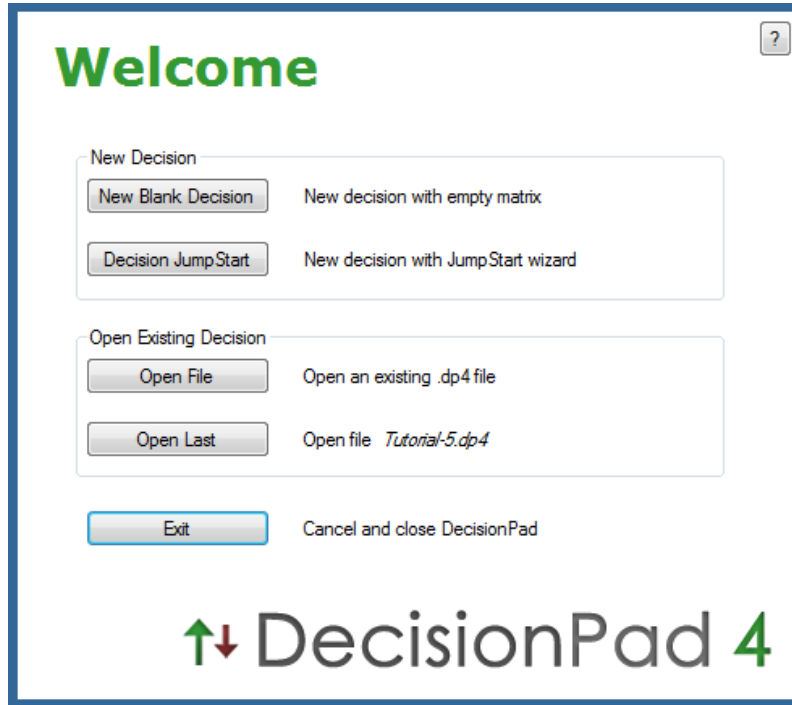 ?
Welcome
New Decision
New Blank Decision New decision with empty matrix
Decision JumpStart New decision with JumpStart wizard
Open Existing Decision
Open File Open an existing .dp4 file
Open Last Open file Tutorial-5.dp4
Exit Cancel and close DecisionPad
DecisionPad 4